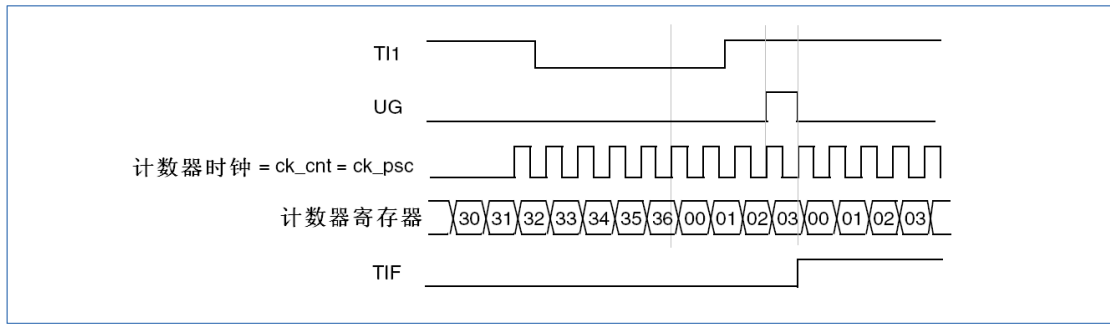 TI1
UG
计数器时钟 = ck_cnt = ck_psc
计数器寄存器 30 31 32 33 34 35 36 00 01 02 03 00 01 02 03
TIF